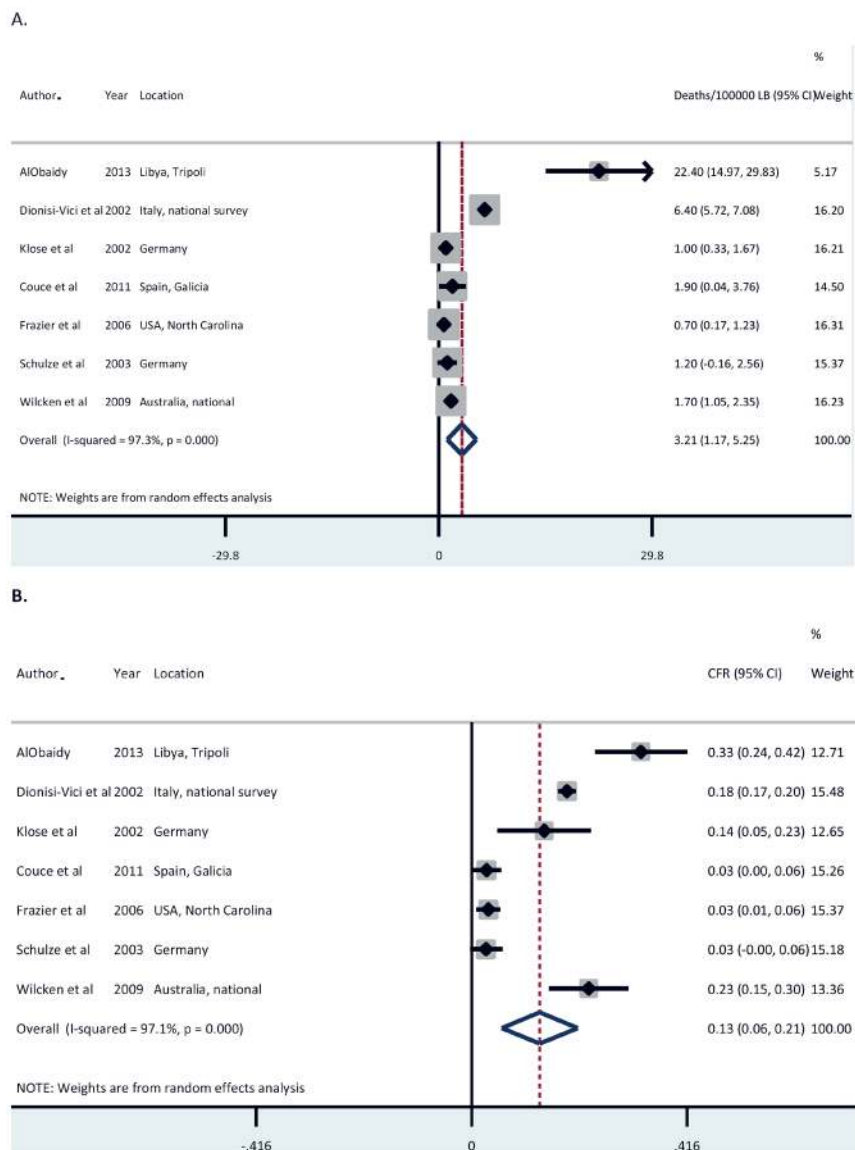 A.
%
Author. Year Location Deaths/100000 LB (95% CI) Weight
AlObaidy 2013 Libya, Tripoli 22.40 (14.97, 29.83) 5.17
Dionisi-Vici et al 2002 Italy, national survey 6.40 (5.72, 7.08) 16.20
Klose et al 2002 Germany 1.00 (0.33, 1.67) 16.21
Couce et al 2011 Spain, Galicia 1.90 (0.04, 3.76) 14.50
Frazier et al 2006 USA, North Carolina 0.70 (0.17, 1.23) 16.31
Schulze et al 2003 Germany 1.20 (-0.16, 2.56) 15.37
Wilcken et al 2009 Australia, national 1.70 (1.05, 2.35) 16.23
Overall (I-squared = 97.3%, p = 0.000) 3.21 (1.17, 5.25) 100.00
NOTE: Weights are from random effects analysis
-29.8 0 29.8
B.
%
Author. Year Location CFR (95% CI) Weight
AlObaidy 2013 Libya, Tripoli 0.33 (0.24, 0.42) 12.71
Dionisi-Vici et al 2002 Italy, national survey 0.18 (0.17, 0.20) 15.48
Klose et al 2002 Germany 0.14 (0.05, 0.23) 12.65
Couce et al 2011 Spain, Galicia 0.03 (0.00, 0.06) 15.26
Frazier et al 2006 USA, North Carolina 0.03 (0.01, 0.06) 15.37
Schulze et al 2003 Germany 0.03 (-0.00, 0.06) 15.18
Wilcken et al 2009 Australia, national 0.23 (0.15, 0.30) 13.36
Overall (I-squared = 97.1%, p = 0.000) 0.13 (0.06, 0.21) 100.00
NOTE: Weights are from random effects analysis
-.416 0 .416